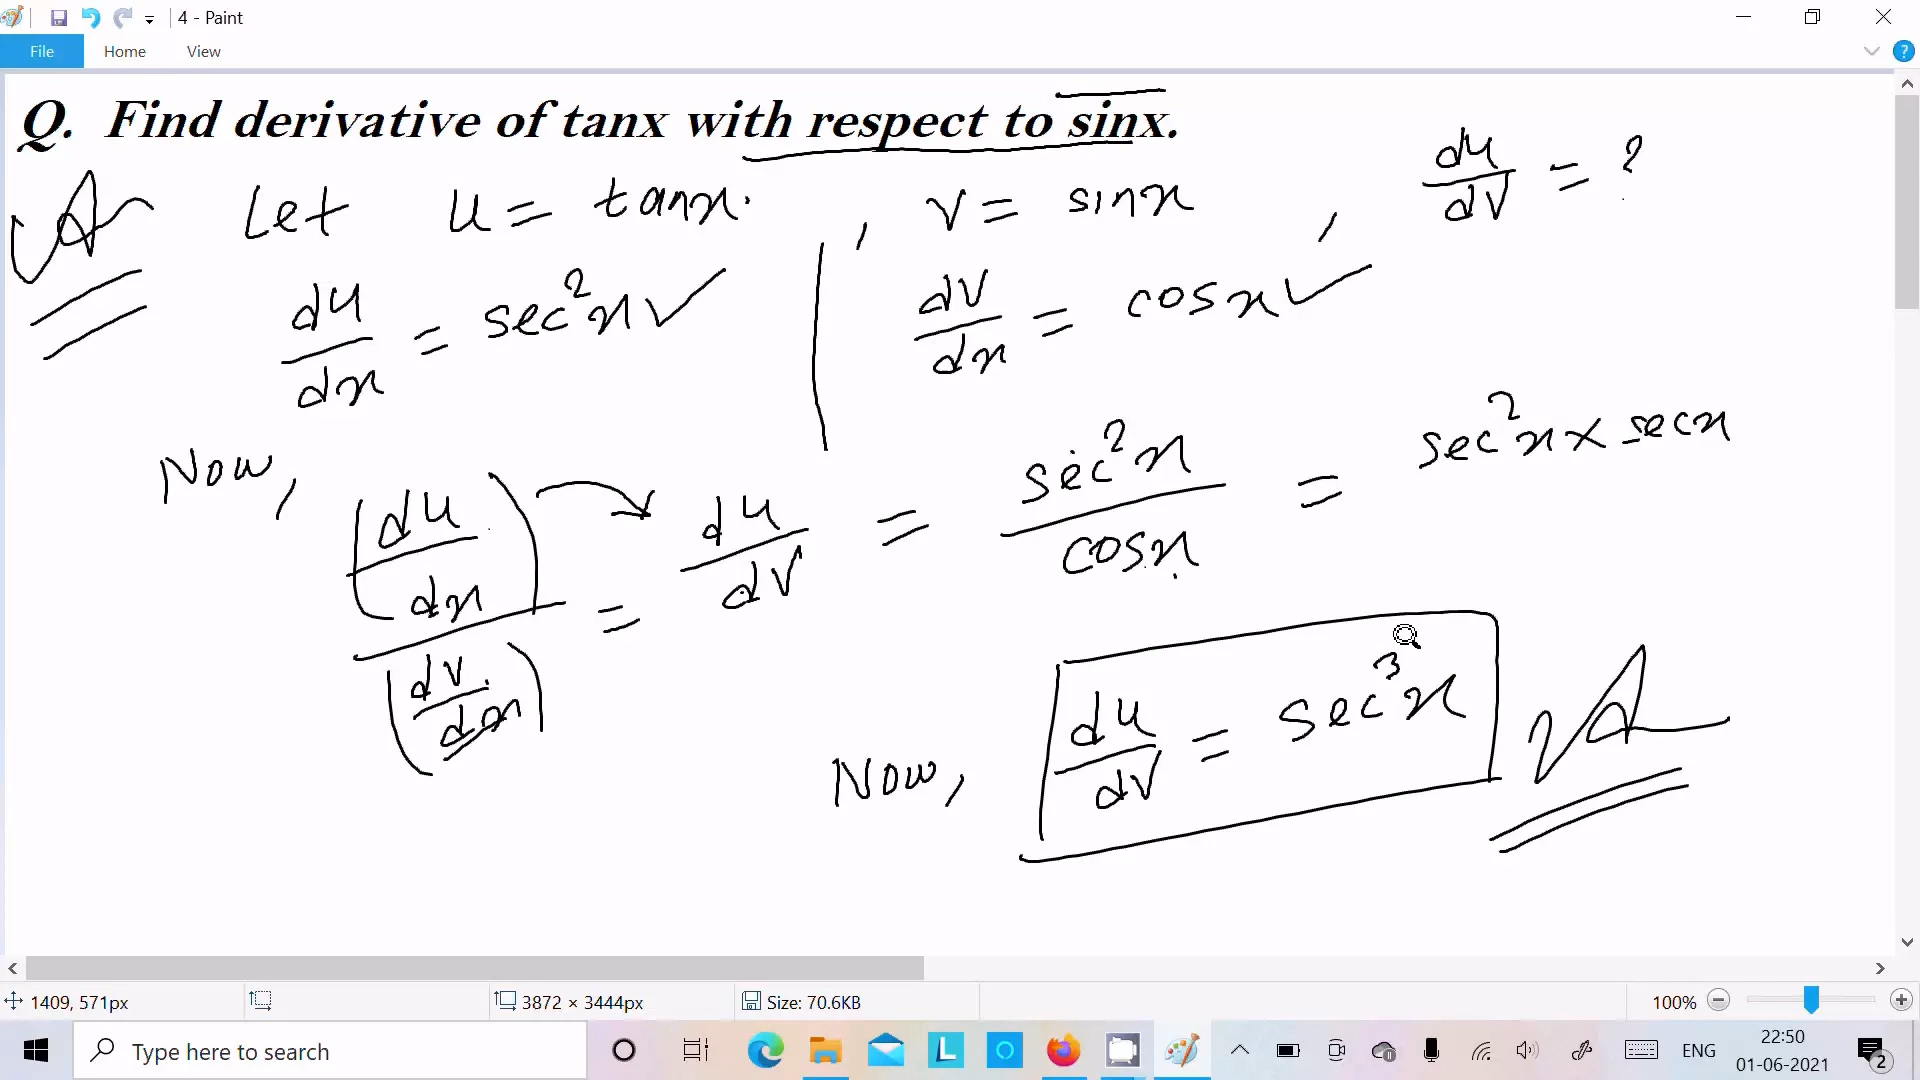 4 - Paint
File Home View
Q. Find derivative of tanx with respect to sinx.
Let u = tanx. , v = sinx , du/dv = ?
du/dx = sec²x ✓ dv/dx = cosx ✓
Now, (du/dx)/(dv/dx) = du/dv = sec²x/cosx = sec²x × secx
Now, du/dv = sec³x
1409, 571px 3872 × 3444px Size: 70.6KB 100%
Type here to search ENG 22:50
01-06-2021 2